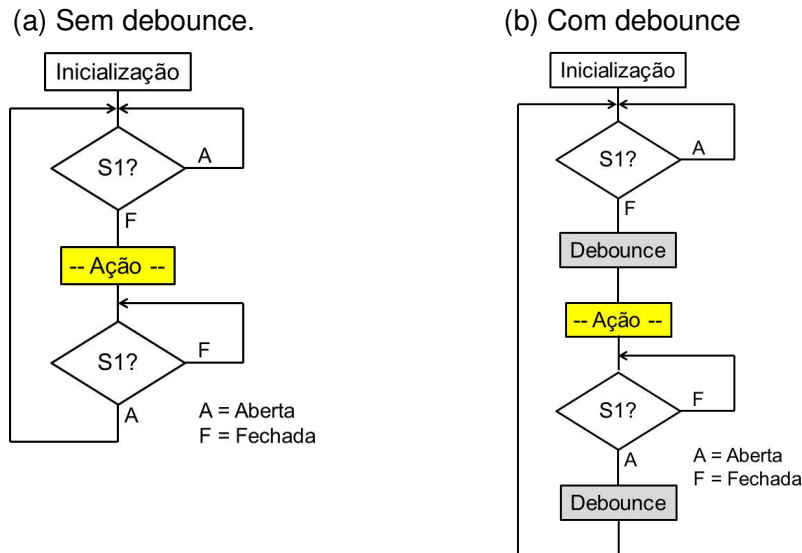 (a) Sem debounce.
Inicialização
S1?
A
F
-- Ação --
S1?
F
A
A = Aberta
F = Fechada
(b) Com debounce
Inicialização
S1?
A
F
Debounce
-- Ação --
S1?
F
A
A = Aberta
F = Fechada
Debounce